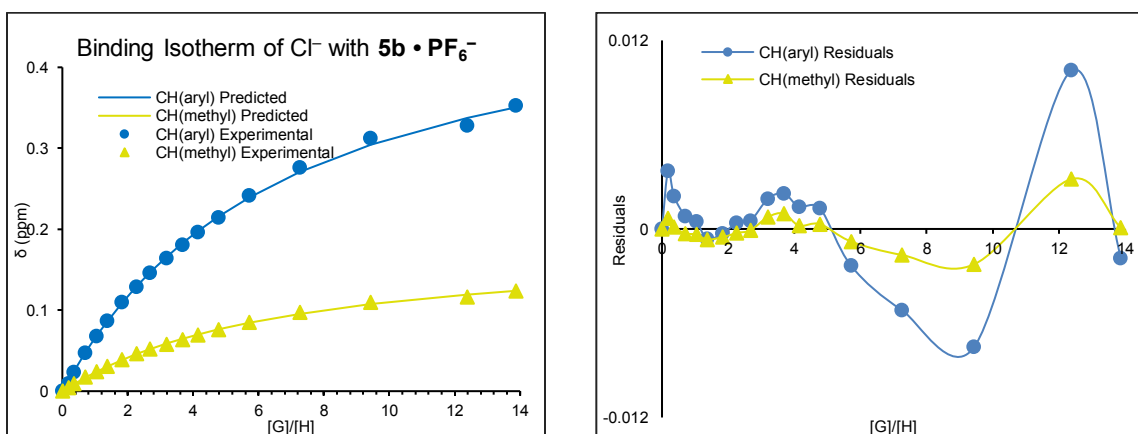 Binding Isotherm of Cl⁻ with 5b • PF₆⁻
0.4
0.3
0.2
0.1
0
δ (ppm)
CH(aryl) Predicted
CH(methyl) Predicted
CH(aryl) Experimental
CH(methyl) Experimental
0 2 4 6 8 10 12 14
[G]/[H]
0.012
0
-0.012
Residuals
CH(aryl) Residuals
CH(methyl) Residuals
0 2 4 6 8 10 12 14
[G]/[H]